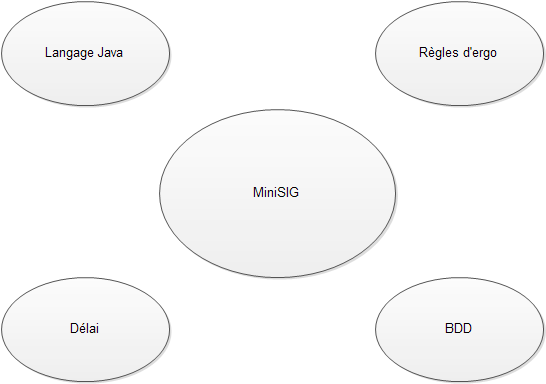 Langage Java
Règles d'ergo
MiniSIG
Délai
BDD